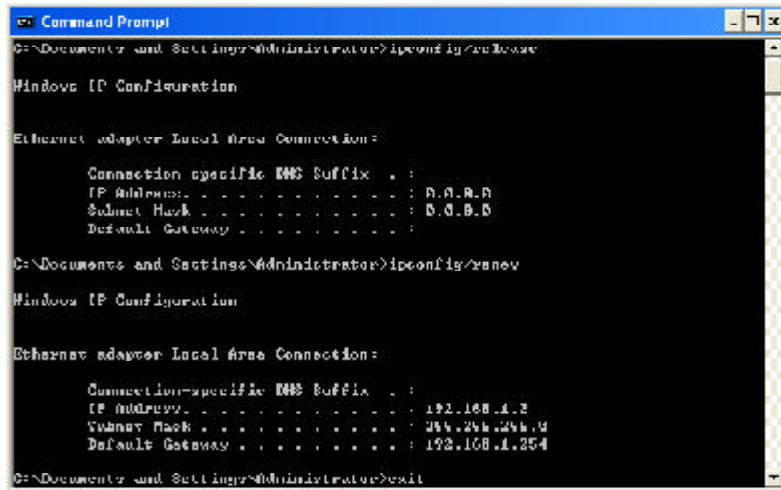 Command Prompt
C:\Documents and Settings\Administrator>ipconfig/release
Windows IP Configuration
Ethernet adapter Local Area Connection:
Connection-specific DNS Suffix . :
IP Address. . . . . . . . . . . . : 0.0.0.0
Subnet Mask . . . . . . . . . . . : 0.0.0.0
Default Gateway . . . . . . . . . :
C:\Documents and Settings\Administrator>ipconfig/renew
Windows IP Configuration
Ethernet adapter Local Area Connection:
Connection-specific DNS Suffix . :
IP Address. . . . . . . . . . . . : 192.168.1.2
Subnet Mask . . . . . . . . . . . : 255.255.255.0
Default Gateway . . . . . . . . . : 192.168.1.254
C:\Documents and Settings\Administrator>exit